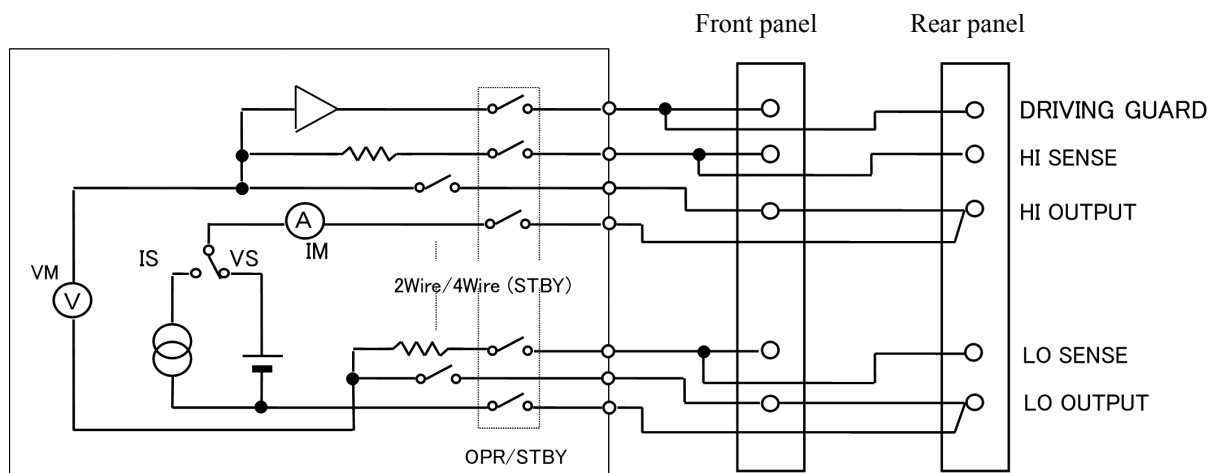 Front panel
Rear panel
DRIVING GUARD
HI SENSE
HI OUTPUT
A
IM
IS
VS
VM
V
2Wire/4Wire (STBY)
LO SENSE
LO OUTPUT
OPR/STBY